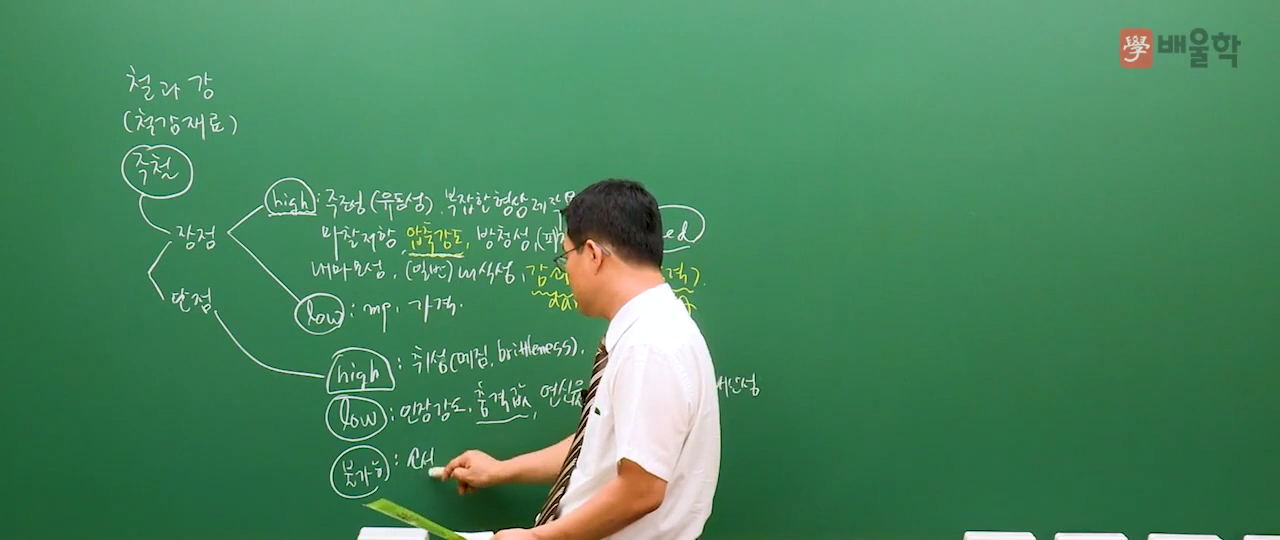 學 배울학
철과 강
(철강재료)
주철
high : 주조성 (유동성), 복잡한형상제작
장점 마찰저항, 압축강도, 방청성,
내마모성, (일반) 내식성,
단점 low : mp, 가격.
high : 취성(메짐, brittleness),
low : 인장강도, 충격값, 연신율 내산성
불가능 :